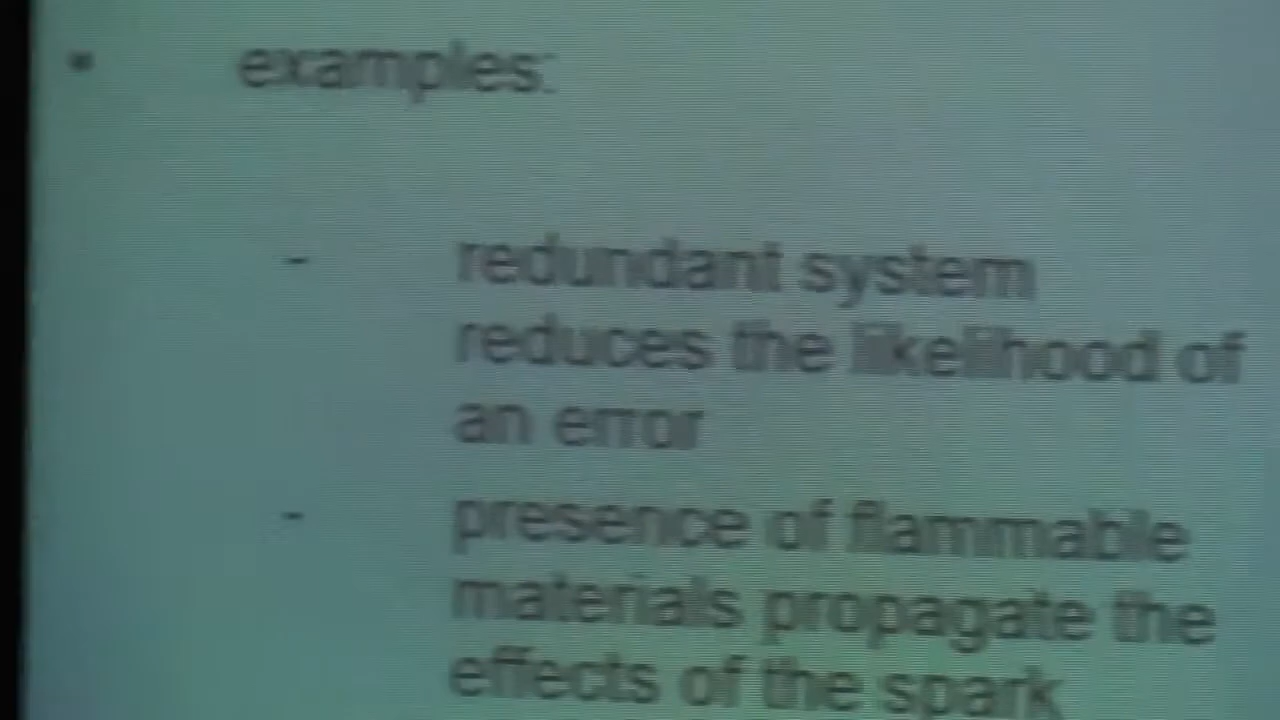 • examples:
- redundant system
reduces the likelihood of
an error
- presence of flammable
materials propagate the
effects of the spark